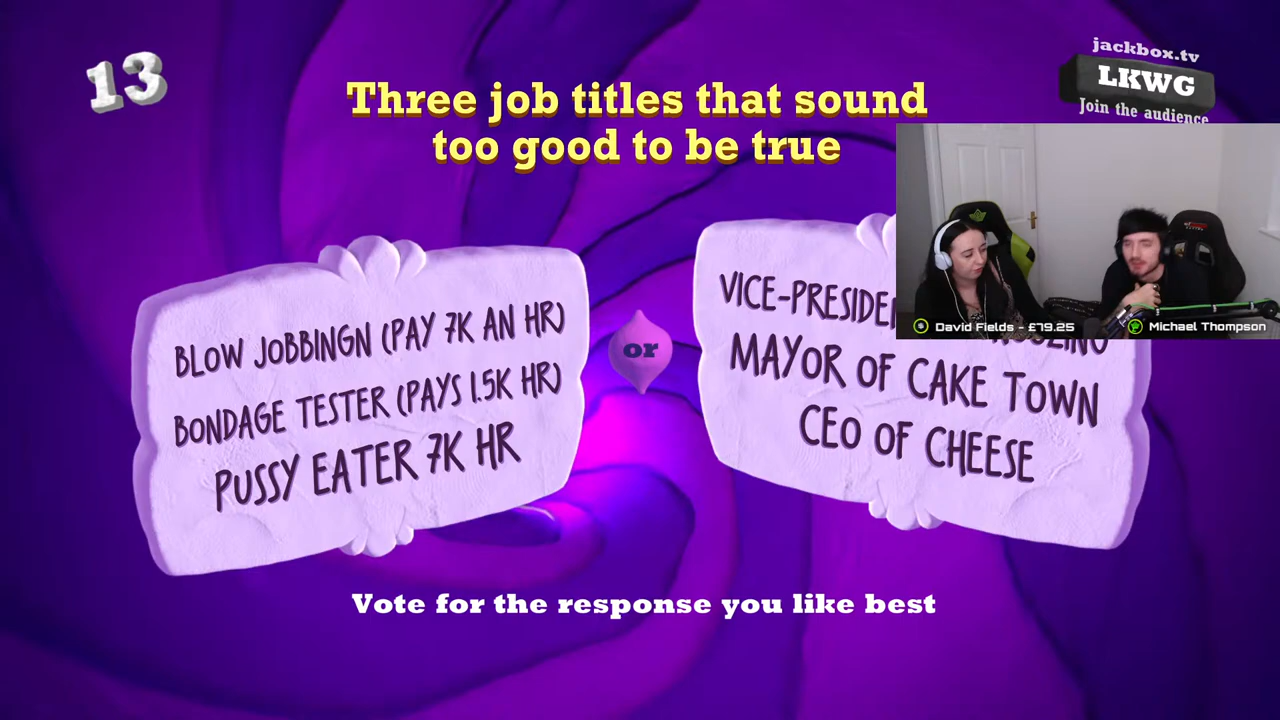 13
Three job titles that sound
too good to be true
jackbox.tv
LKWG
Join the audience
BLOW JOBBINGN (PAY 7K AN HR)
BONDAGE TESTER (PAYS 1.5K HR)
PUSSY EATER 7K HR
or
MAYOR OF CAKE TOWN
CEO OF CHEESE
David Fields - £79.25
Michael Thompson
Vote for the response you like best